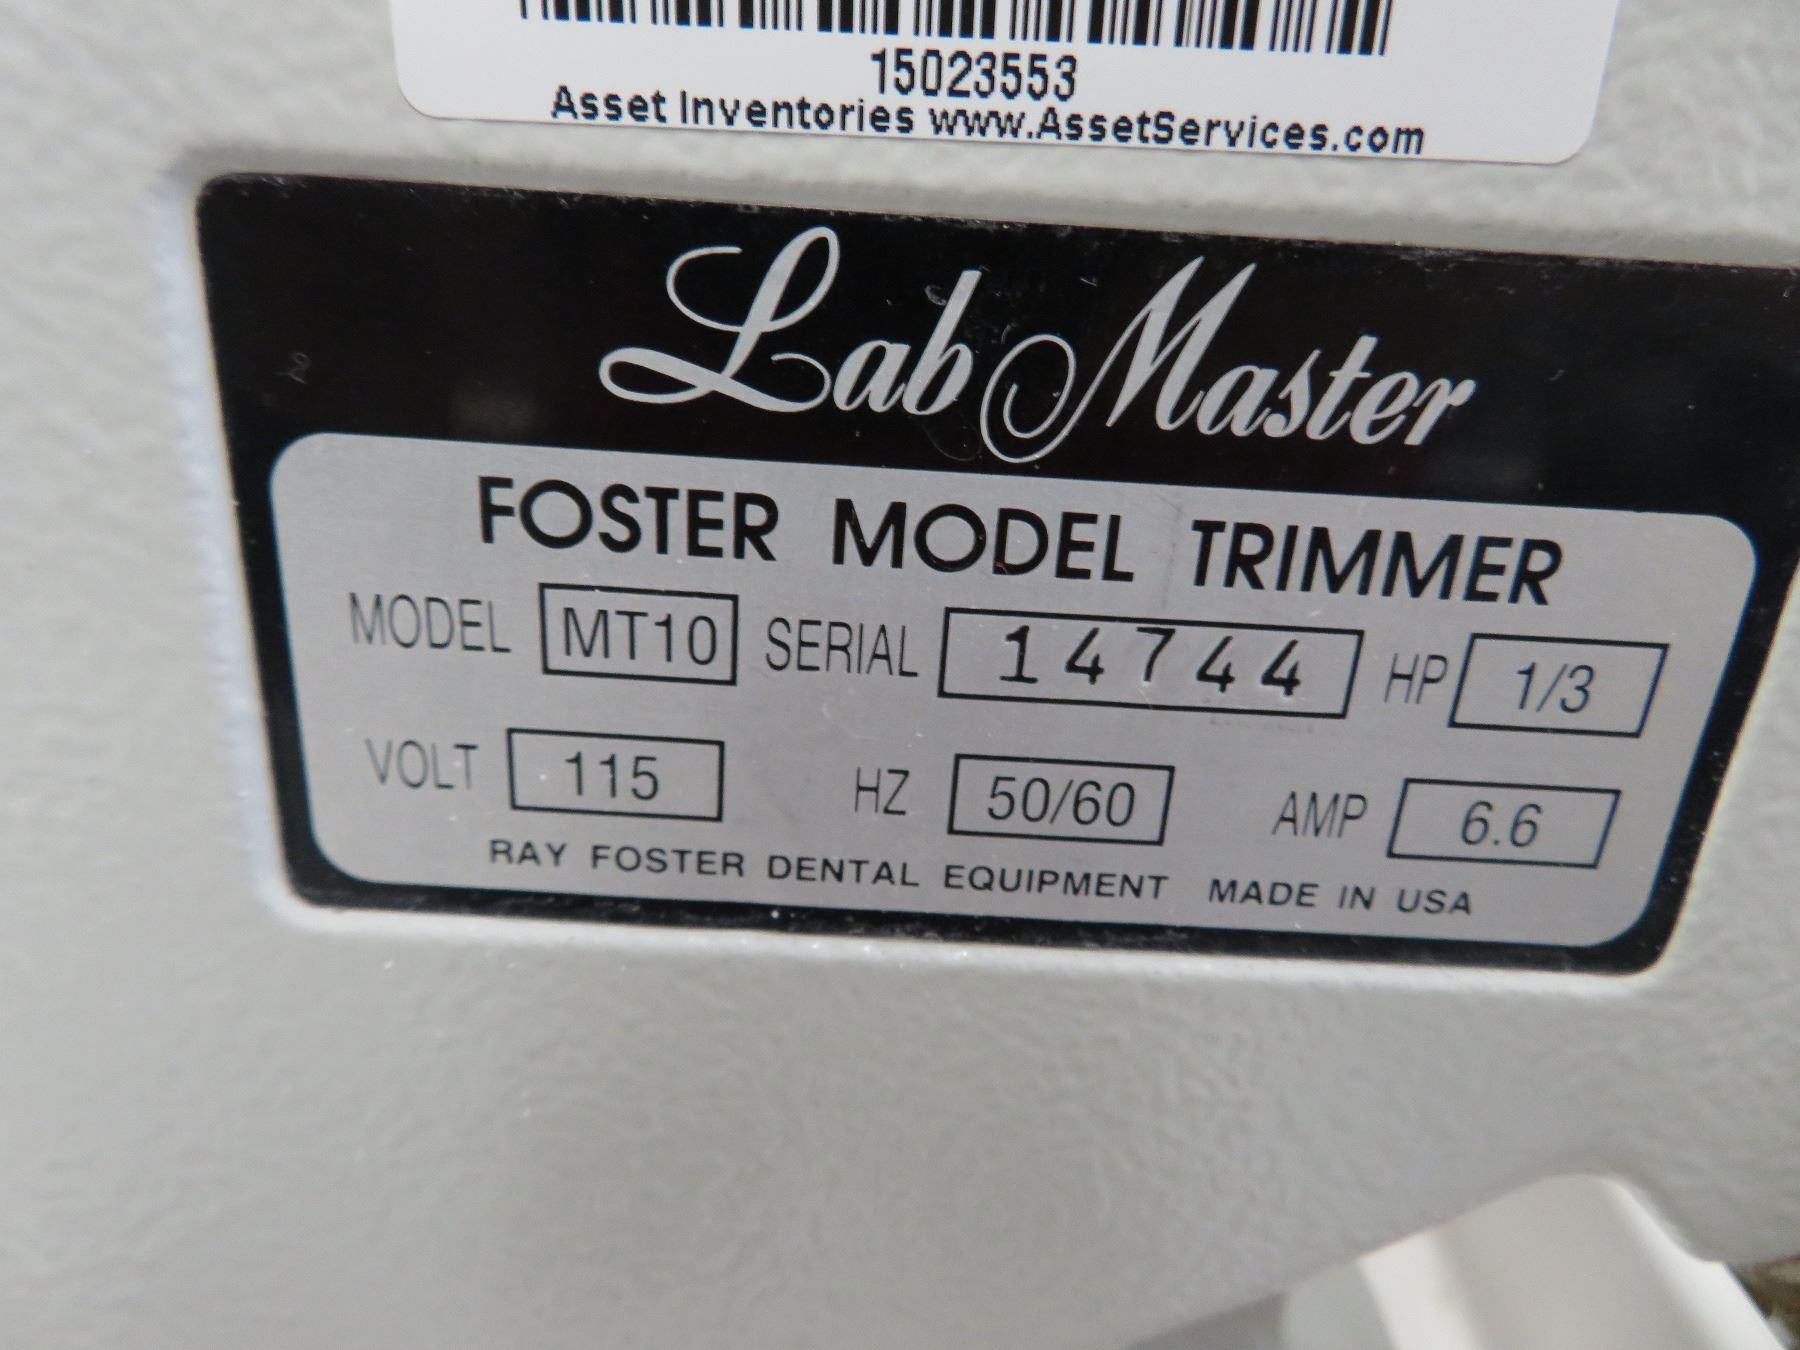 15023553
Asset Inventories www.AssetServices.com
Lab Master
FOSTER MODEL TRIMMER
MODEL MT10 SERIAL 14744 HP 1/3
VOLT 115 HZ 50/60 AMP 6.6
RAY FOSTER DENTAL EQUIPMENT MADE IN USA